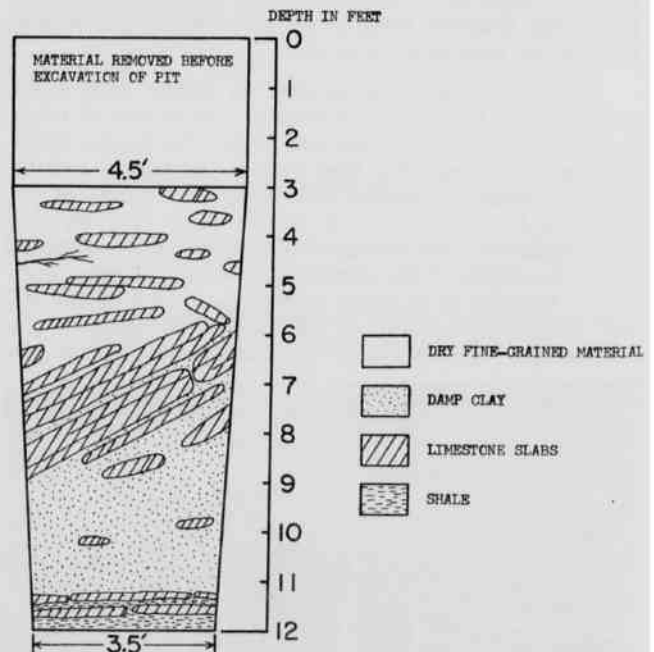 DEPTH IN FEET
MATERIAL REMOVED BEFORE
EXCAVATION OF PIT
4.5'
0
1
2
3
4
5
6
7
8
9
10
11
12
3.5'
DRY FINE-GRAINED MATERIAL
DAMP CLAY
LIMESTONE SLABS
SHALE